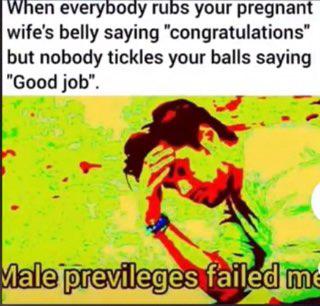 When everybody rubs your pregnant
wife's belly saying "congratulations"
but nobody tickles your balls saying
"Good job".
Male previleges failed me